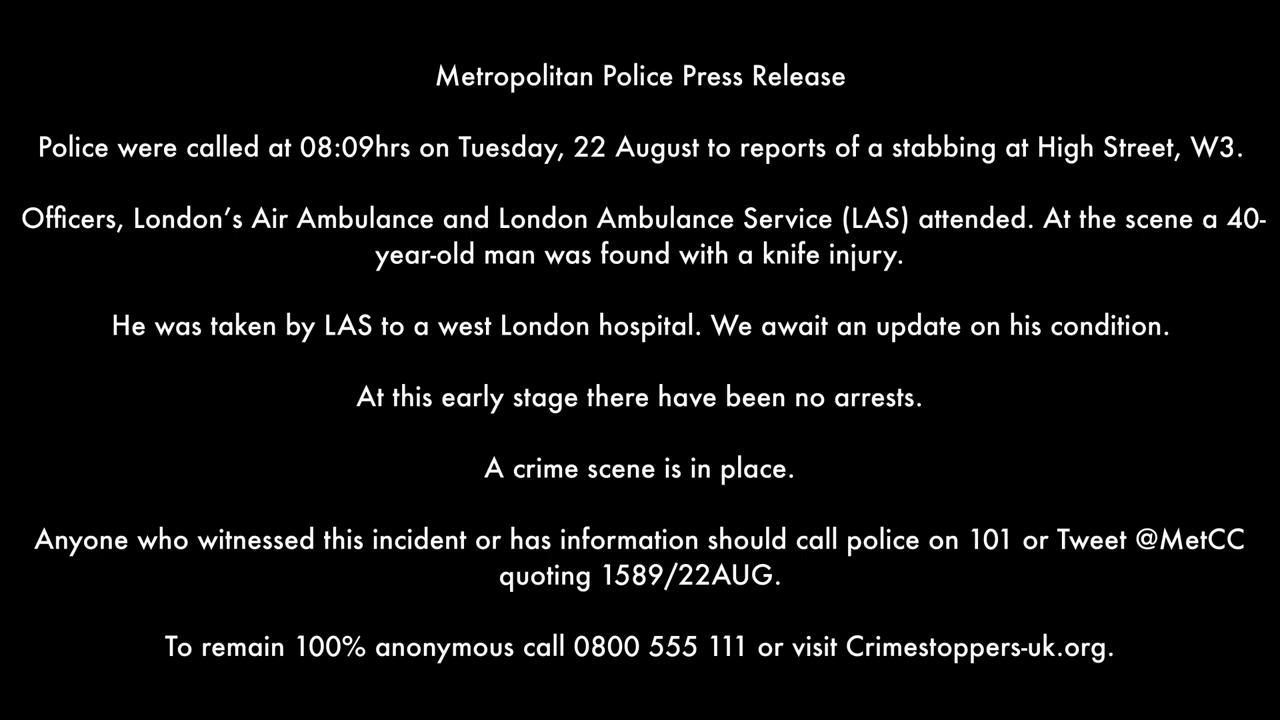 Metropolitan Police Press Release
Police were called at 08:09hrs on Tuesday, 22 August to reports of a stabbing at High Street, W3.
Officers, London’s Air Ambulance and London Ambulance Service (LAS) attended. At the scene a 40-
year-old man was found with a knife injury.
He was taken by LAS to a west London hospital. We await an update on his condition.
At this early stage there have been no arrests.
A crime scene is in place.
Anyone who witnessed this incident or has information should call police on 101 or Tweet @MetCC
quoting 1589/22AUG.
To remain 100% anonymous call 0800 555 111 or visit Crimestoppers-uk.org.